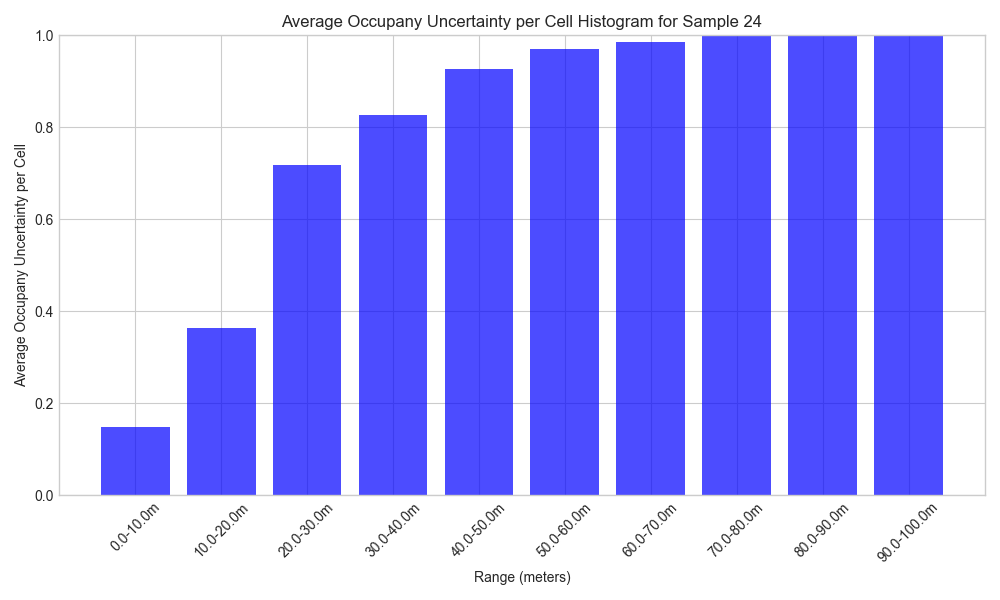 Average Occupany Uncertainty per Cell Histogram for Sample 24
Average Occupany Uncertainty per Cell
1.0
0.8
0.6
0.4
0.2
0.0
0.0-10.0m
10.0-20.0m
20.0-30.0m
30.0-40.0m
40.0-50.0m
50.0-60.0m
60.0-70.0m
70.0-80.0m
80.0-90.0m
90.0-100.0m
Range (meters)